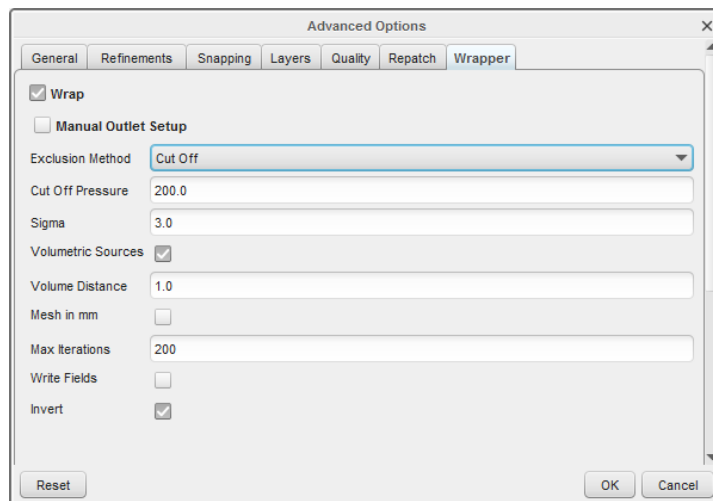 Advanced Options
General Refinements Snapping Layers Quality Repatch Wrapper
Wrap
Manual Outlet Setup
Exclusion Method Cut Off
Cut Off Pressure 200.0
Sigma 3.0
Volumetric Sources
Volume Distance 1.0
Mesh in mm
Max Iterations 200
Write Fields
Invert
Reset OK Cancel